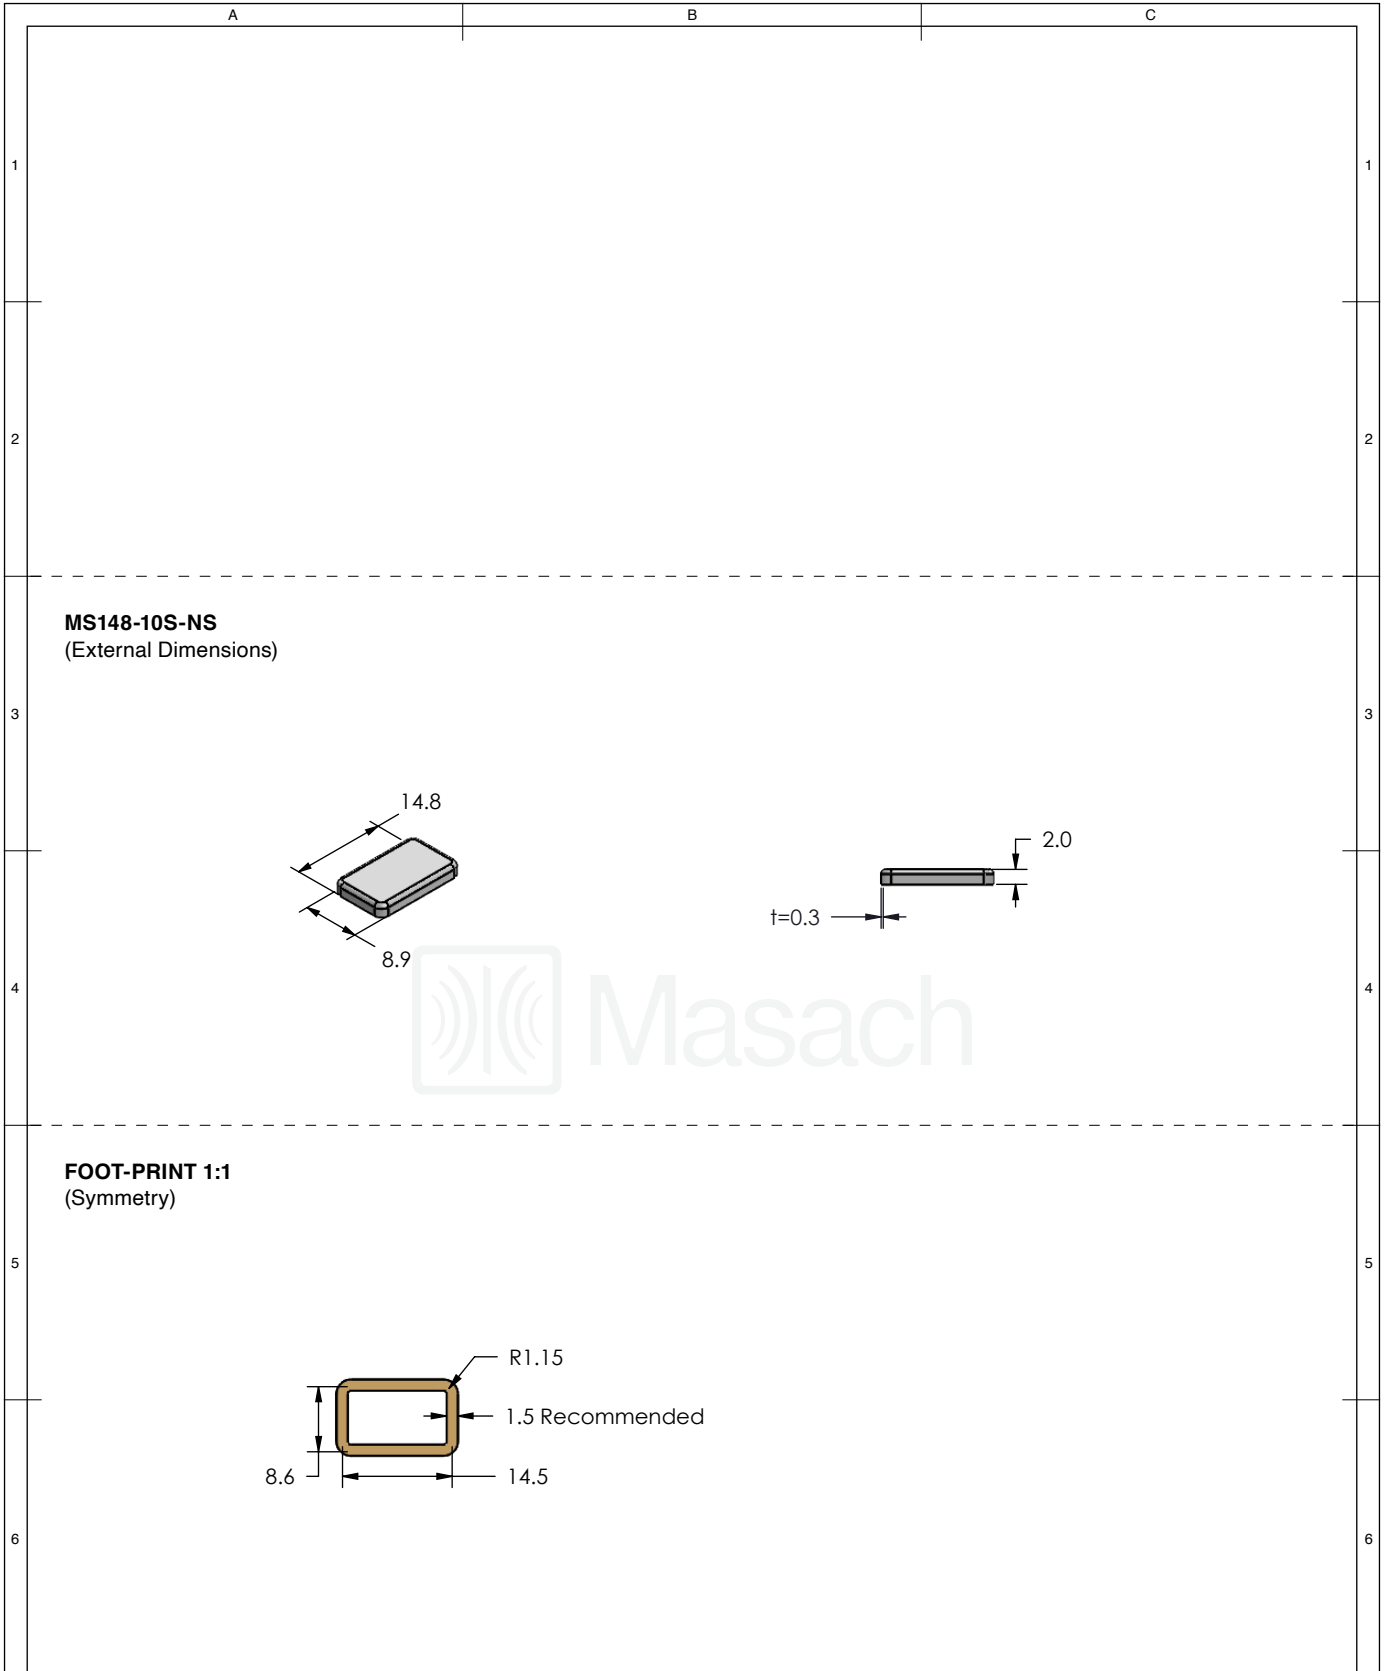 A B C
1 1
2 2
MS148-10S-NS
(External Dimensions)
3 3
14.8
2.0
t=0.3
8.9
Masach
4 4
FOOT-PRINT 1:1
(Symmetry)
5 5
R1.15
1.5 Recommended
8.6 14.5
6 6